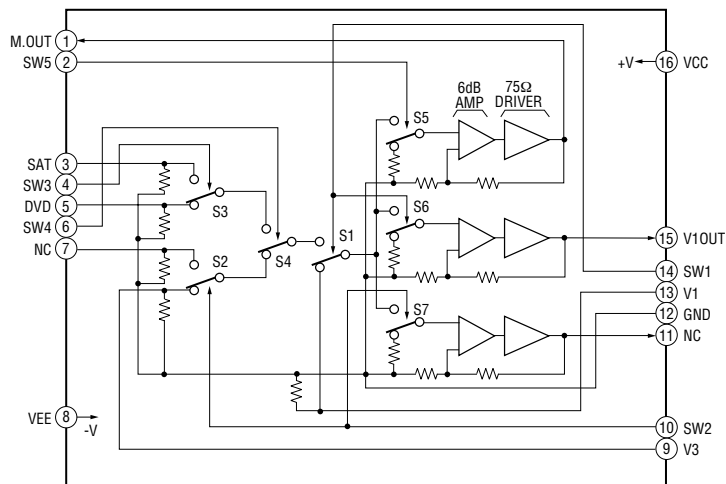 M.OUT 1
SW5 2
SAT 3
SW3 4
DVD 5
SW4 6
NC 7
VEE 8
-V
+V 16 VCC
6dB
AMP
75Ω
DRIVER
S5
S3
S6
S1
S4
S2
S7
15 V1OUT
14 SW1
13 V1
12 GND
11 NC
10 SW2
9 V3